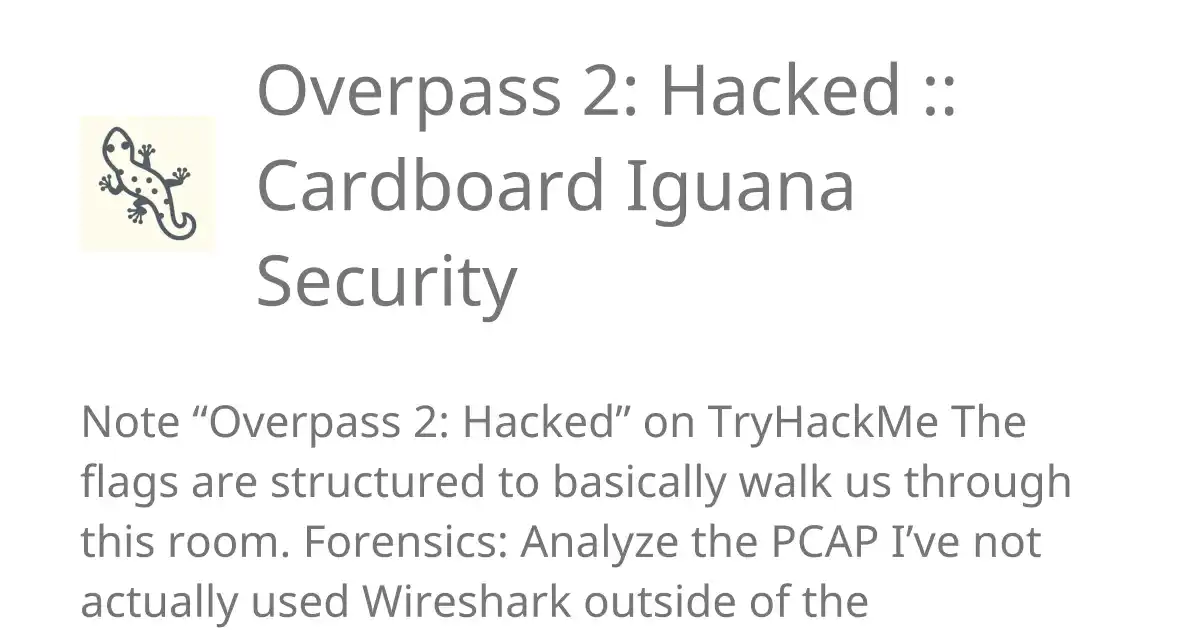 Overpass 2: Hacked ::
Cardboard Iguana
Security
Note “Overpass 2: Hacked” on TryHackMe The
flags are structured to basically walk us through
this room. Forensics: Analyze the PCAP I’ve not
actually used Wireshark outside of the